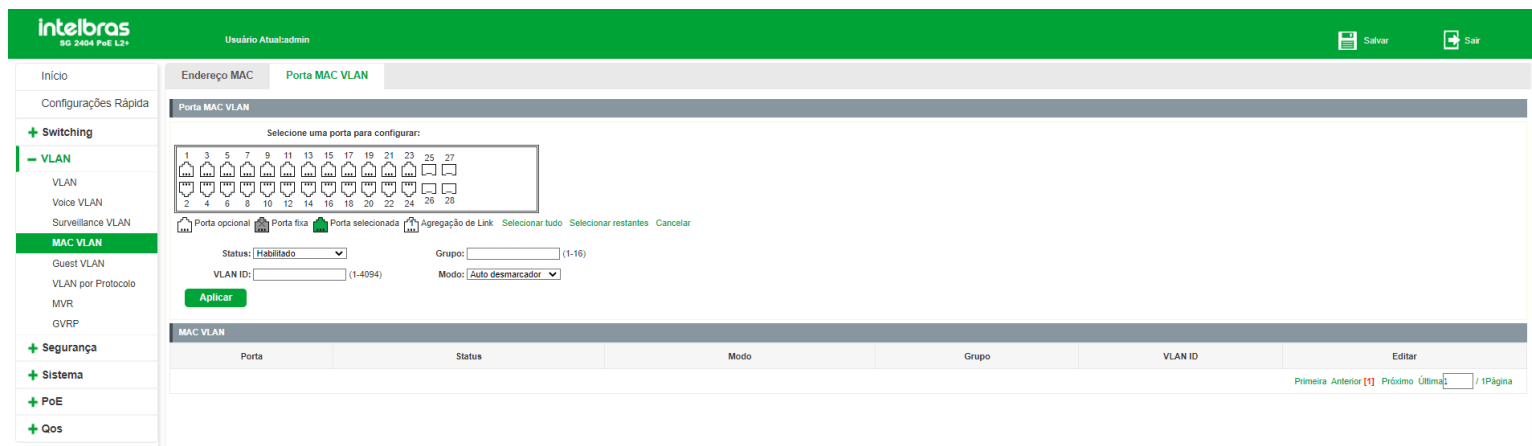 intelbras
SG 2404 PoE L2+
Usuário Atual:admin
Salvar
Sair
Início
Configurações Rápida
Switching
VLAN
VLAN
Voice VLAN
Surveillance VLAN
MAC VLAN
Guest VLAN
VLAN por Protocolo
MVR
GVRP
Segurança
Sistema
PoE
Qos
Endereço MAC Porta MAC VLAN
Porta MAC VLAN
Selecione uma porta para configurar:
1 3 5 7 9 11 13 15 17 19 21 23 25 27
2 4 6 8 10 12 14 16 18 20 22 24 26 28
Porta opcional Porta fixa Porta selecionada Agregação de Link Selecionar tudo Selecionar restantes Cancelar
Status: Habilitado Grupo: (1-16)
VLAN ID: (1-4094) Modo: Auto desmarcador
Aplicar
MAC VLAN
Porta Status Modo Grupo VLAN ID Editar
Primeira Anterior [1] Próximo Última 1 / 1Página